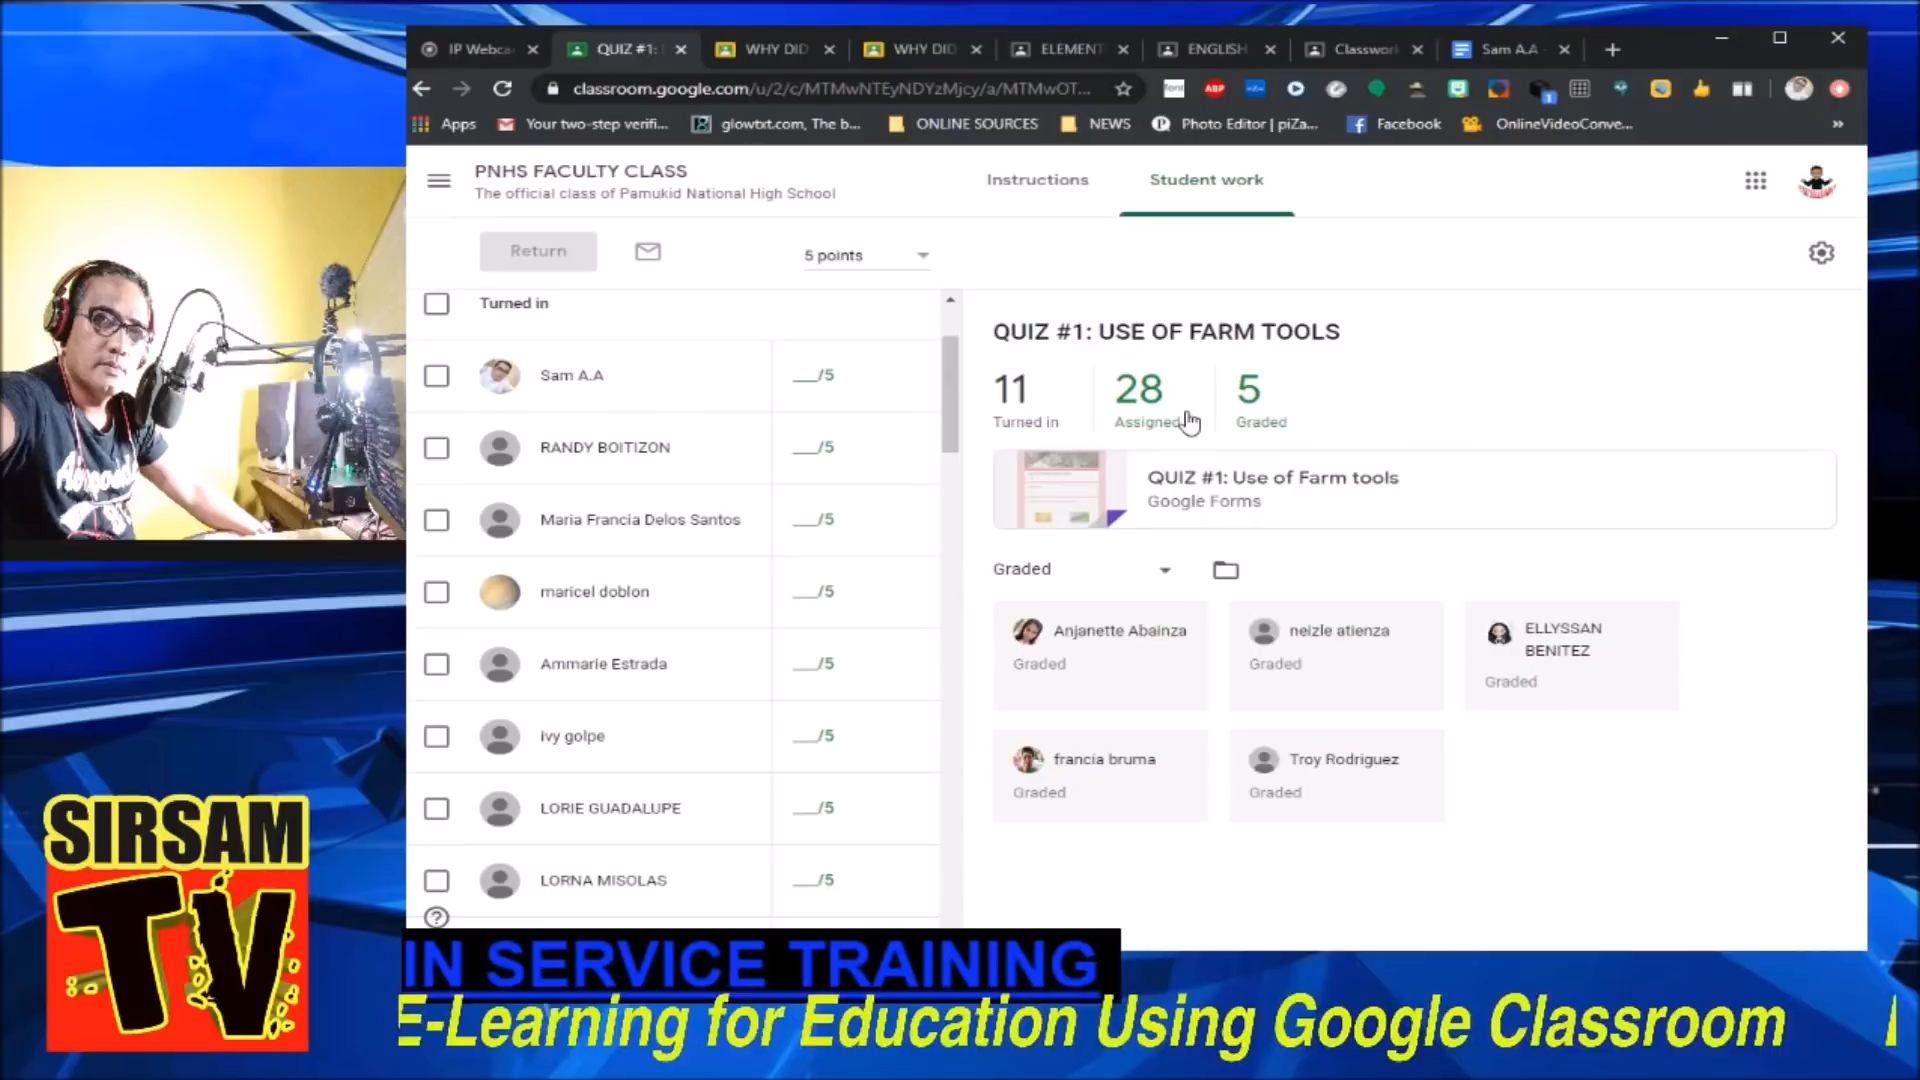 IP Webca
QUIZ #1:
WHY DID
WHY DID
ELEMENT
ENGLISH
Classwor
Sam A.A -
classroom.google.com/u/2/c/MTMwNTEyNDYzMjcy/a/MTMwOT...
ABP
1
Apps
Your two-step verifi...
glowtxt.com, The b...
ONLINE SOURCES
NEWS
Photo Editor | piZa...
Facebook
OnlineVideoConve...
»
PNHS FACULTY CLASS
The official class of Pamukid National High School
Instructions
Student work
Return
5 points
Turned in
Sam A.A
__/5
RANDY BOITIZON
__/5
Maria Francia Delos Santos
__/5
maricel doblon
__/5
Ammarie Estrada
__/5
ivy golpe
__/5
LORIE GUADALUPE
__/5
LORNA MISOLAS
__/5
QUIZ #1: USE OF FARM TOOLS
11
28
5
Turned in
Assigned
Graded
QUIZ #1: Use of Farm tools
Google Forms
Graded
Anjanette Abainza
Graded
neizle atienza
Graded
ELLYSSAN
BENITEZ
Graded
francia bruma
Graded
Troy Rodriguez
Graded
SIRSAM
TV
IN SERVICE TRAINING
E-Learning for Education Using Google Classroom